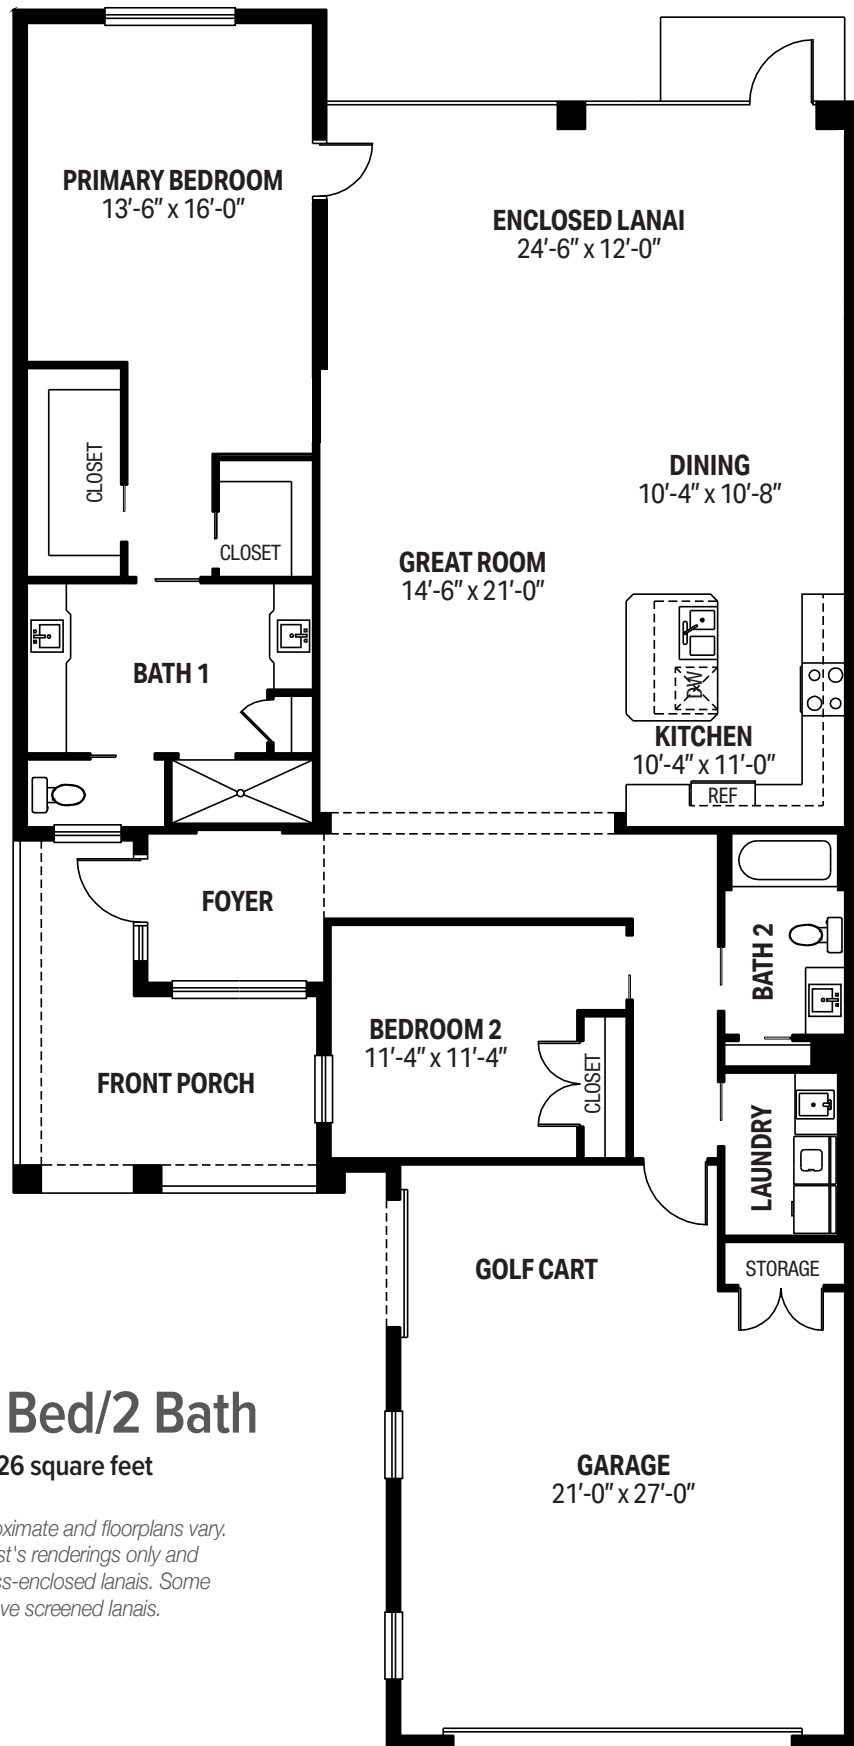 PRIMARY BEDROOM
13'-6" x 16'-0"
ENCLOSED LANAI
24'-6" x 12'-0"
CLOSET
CLOSET
DINING
10'-4" x 10'-8"
GREAT ROOM
14'-6" x 21'-0"
BATH 1
DW
KITCHEN
10'-4" x 11'-0"
REF
FOYER
BATH 2
BEDROOM 2
11'-4" x 11'-4"
CLOSET
FRONT PORCH
LAUNDRY
GOLF CART
STORAGE
Bed/2 Bath
26 square feet
GARAGE
21'-0" x 27'-0"
oximate and floorplans vary.
st's renderings only and
ss-enclosed lanais. Some
ve screened lanais.